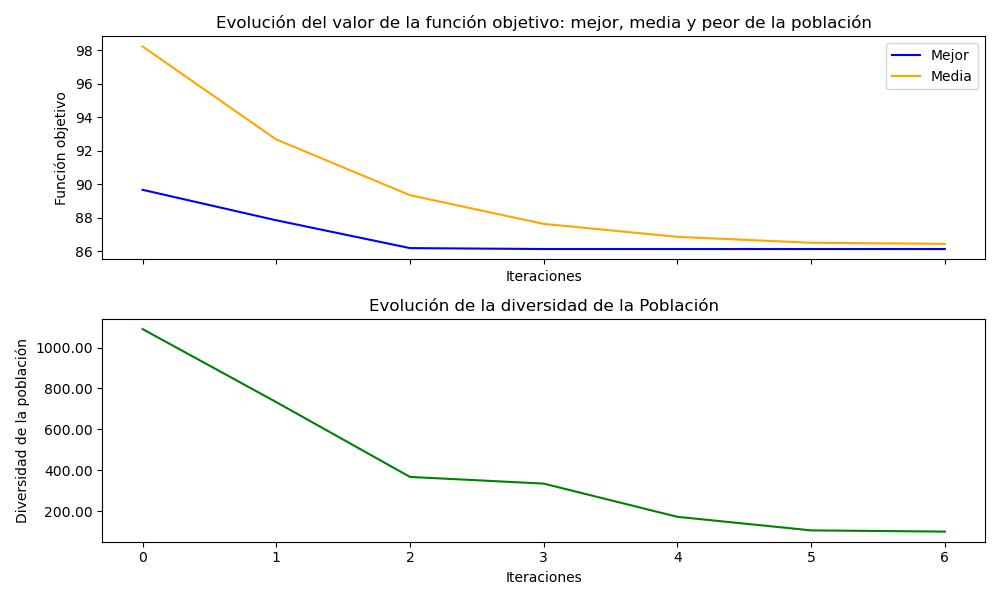 Evolución del valor de la función objetivo: mejor, media y peor de la población
Mejor
Media
Función objetivo
98
96
94
92
90
88
86
Iteraciones
Evolución de la diversidad de la Población
Diversidad de la población
1000.00
800.00
600.00
400.00
200.00
0 1 2 3 4 5 6
Iteraciones